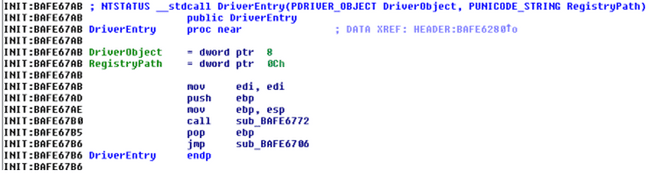 INIT:BAFE67AB ; NTSTATUS __stdcall DriverEntry(PDRIVER_OBJECT DriverObject, PUNICODE_STRING RegistryPath)
INIT:BAFE67AB public DriverEntry
INIT:BAFE67AB DriverEntry proc near ; DATA XREF: HEADER:BAFE6280↑o
INIT:BAFE67AB
INIT:BAFE67AB DriverObject = dword ptr 8
INIT:BAFE67AB RegistryPath = dword ptr 0Ch
INIT:BAFE67AB
INIT:BAFE67AB mov edi, edi
INIT:BAFE67AD push ebp
INIT:BAFE67AE mov ebp, esp
INIT:BAFE67B0 call sub_BAFE6772
INIT:BAFE67B5 pop ebp
INIT:BAFE67B6 jmp sub_BAFE6706
INIT:BAFE67B6 DriverEntry endp
INIT:BAFE67B6